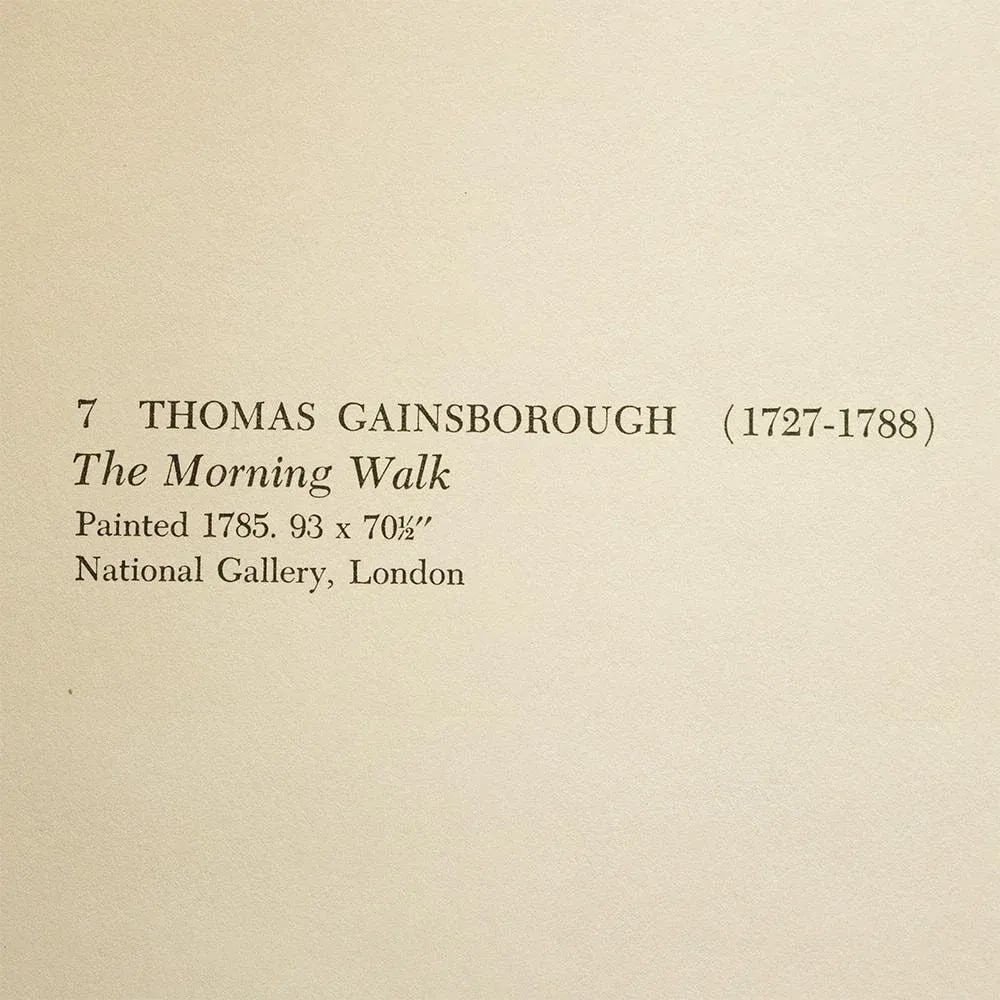 7 THOMAS GAINSBOROUGH (1727-1788)
The Morning Walk
Painted 1785. 93 x 70½″
National Gallery, London